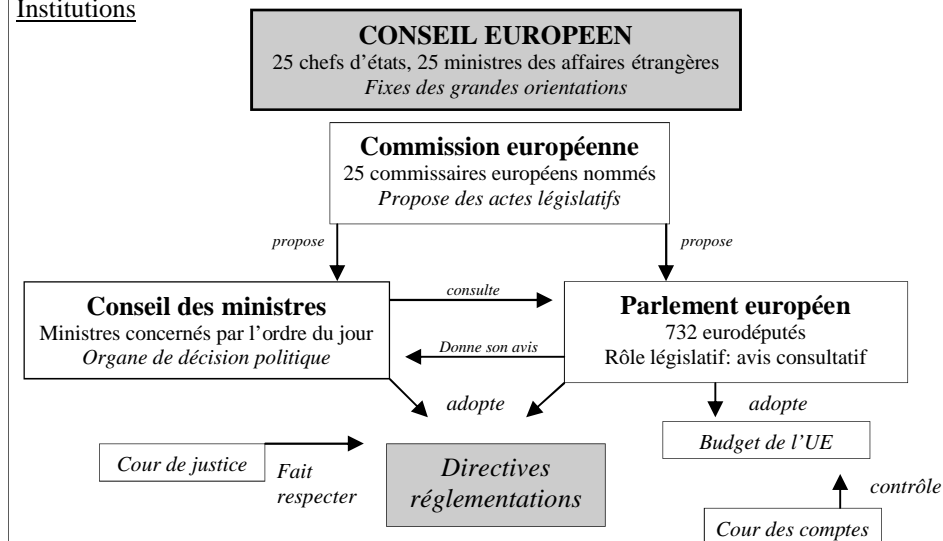 Institutions
CONSEIL EUROPEEN
25 chefs d'états, 25 ministres des affaires étrangères
Fixes des grandes orientations
Commission européenne
25 commissaires européens nommés
Propose des actes législatifs
propose
propose
Conseil des ministres
Ministres concernés par l'ordre du jour
Organe de décision politique
consulte
Donne son avis
Parlement européen
732 eurodéputés
Rôle législatif: avis consultatif
adopte
adopte
Cour de justice
Fait
respecter
Directives
réglementations
Budget de l'UE
contrôle
Cour des comptes